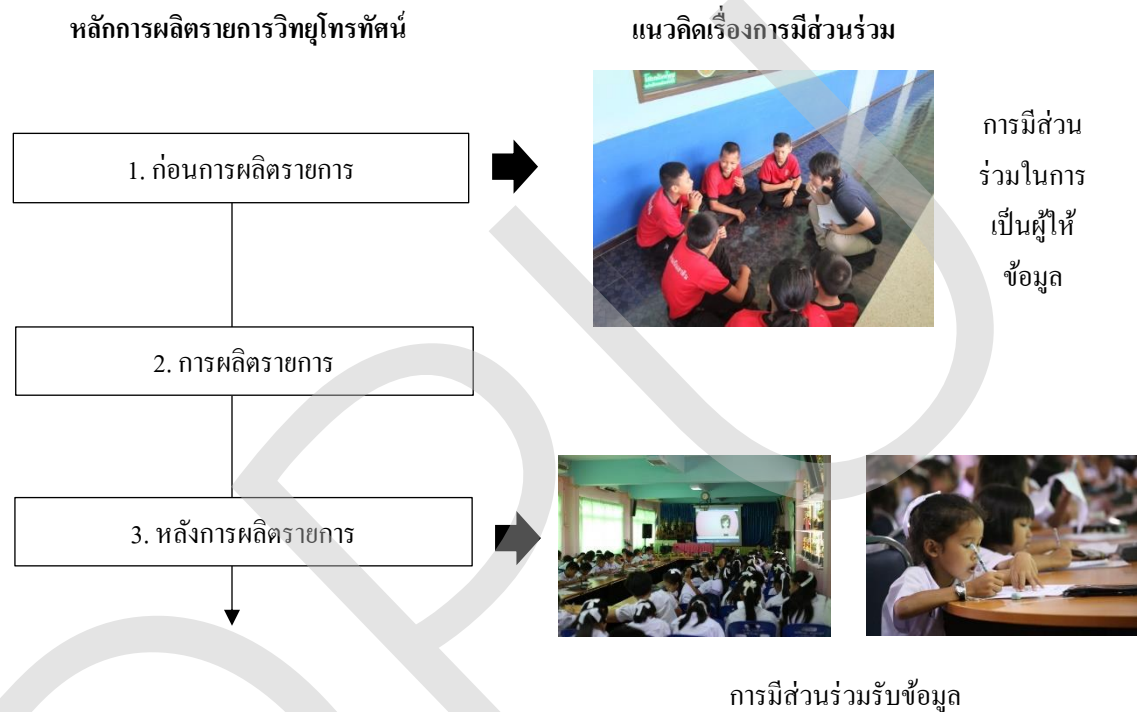 หลักการผลิตรายการวิทยุโทรทัศน์
แนวคิดเรื่องการมีส่วนร่วม
1. ก่อนการผลิตรายการ
การมีส่วน
ร่วมในการ
เป็นผู้ให้
ข้อมูล
2. การผลิตรายการ
3. หลังการผลิตรายการ
การมีส่วนร่วมรับข้อมูล